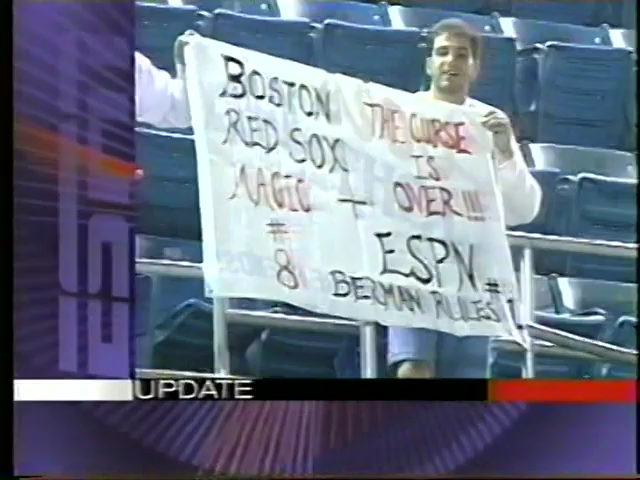 BOSTON
RED SOX
MAGIC
#
8
+
THE CURSE
IS
OVER!!!
ESPN #
BERMAN RULES
UPDATE